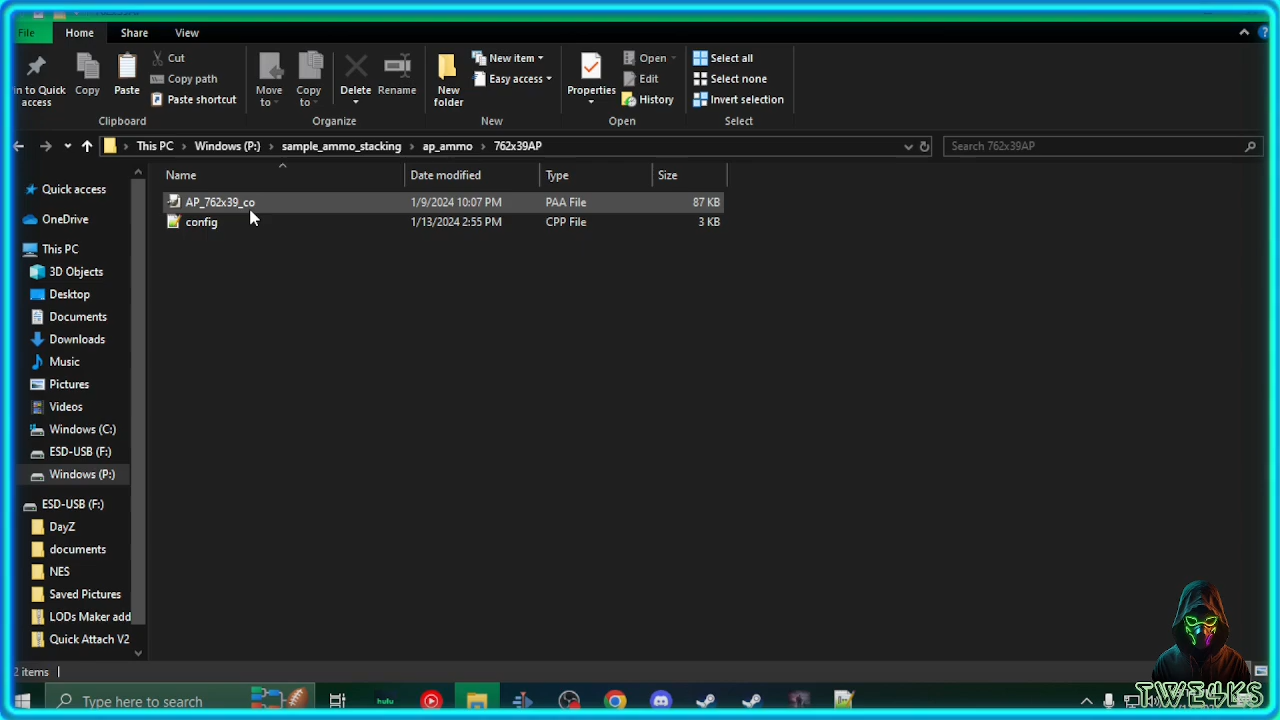 File Home Share View
in to Quick access
Copy
Paste
Cut
Copy path
Paste shortcut
Clipboard
Move to
Copy to
Delete
Rename
Organize
New folder
New item
Easy access
New
Properties
Open
Edit
History
Open
Select all
Select none
Invert selection
Select
This PC > Windows (P:) > sample_ammo_stacking > ap_ammo > 762x39AP
Search 762x39AP
Name Date modified Type Size
AP_762x39_co 1/9/2024 10:07 PM PAA File 87 KB
config 1/13/2024 2:55 PM CPP File 3 KB
Quick access
OneDrive
This PC
3D Objects
Desktop
Documents
Downloads
Music
Pictures
Videos
Windows (C:)
ESD-USB (F:)
Windows (P:)
ESD-USB (F:)
DayZ
documents
NES
Saved Pictures
LODs Maker add
Quick Attach V2
2 items
Type here to search
hulu
TWE4KS